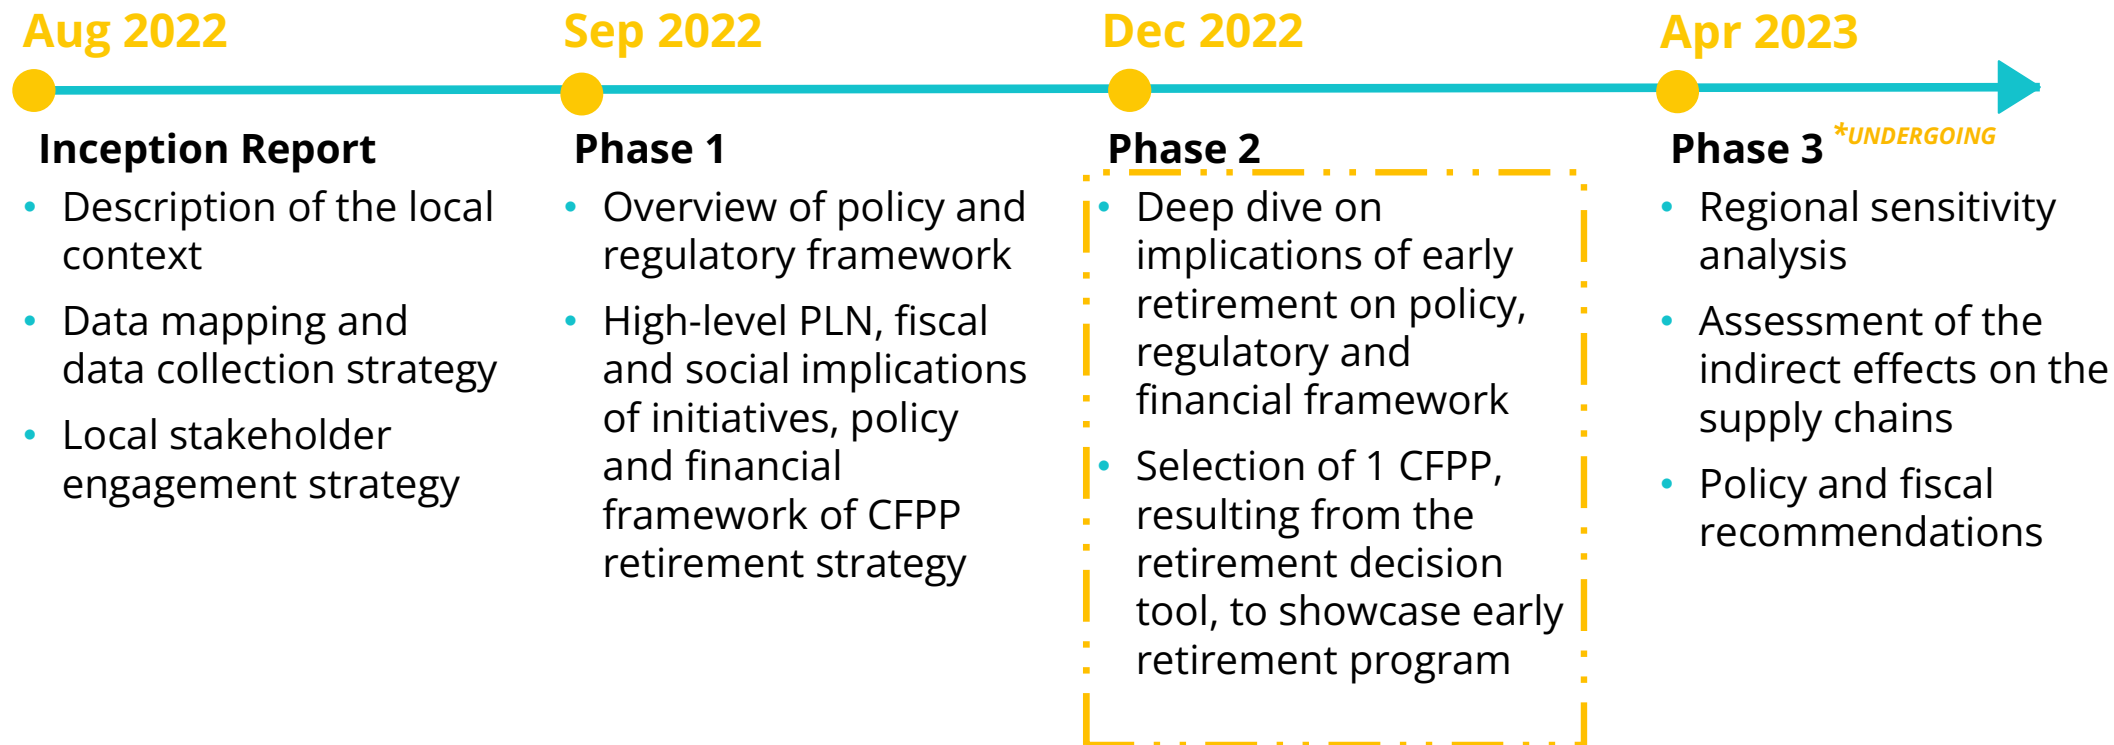 Aug 2022
Inception Report
• Description of the local
context
• Data mapping and
data collection strategy
• Local stakeholder
engagement strategy
Sep 2022
Phase 1
• Overview of policy and
regulatory framework
• High-level PLN, fiscal
and social implications
of initiatives, policy
and financial
framework of CFPP
retirement strategy
Dec 2022
Phase 2
• Deep dive on
implications of early
retirement on policy,
regulatory and
financial framework
• Selection of 1 CFPP,
resulting from the
retirement decision
tool, to showcase early
retirement program
Apr 2023
Phase 3 *UNDERGOING
• Regional sensitivity
analysis
• Assessment of the
indirect effects on the
supply chains
• Policy and fiscal
recommendations